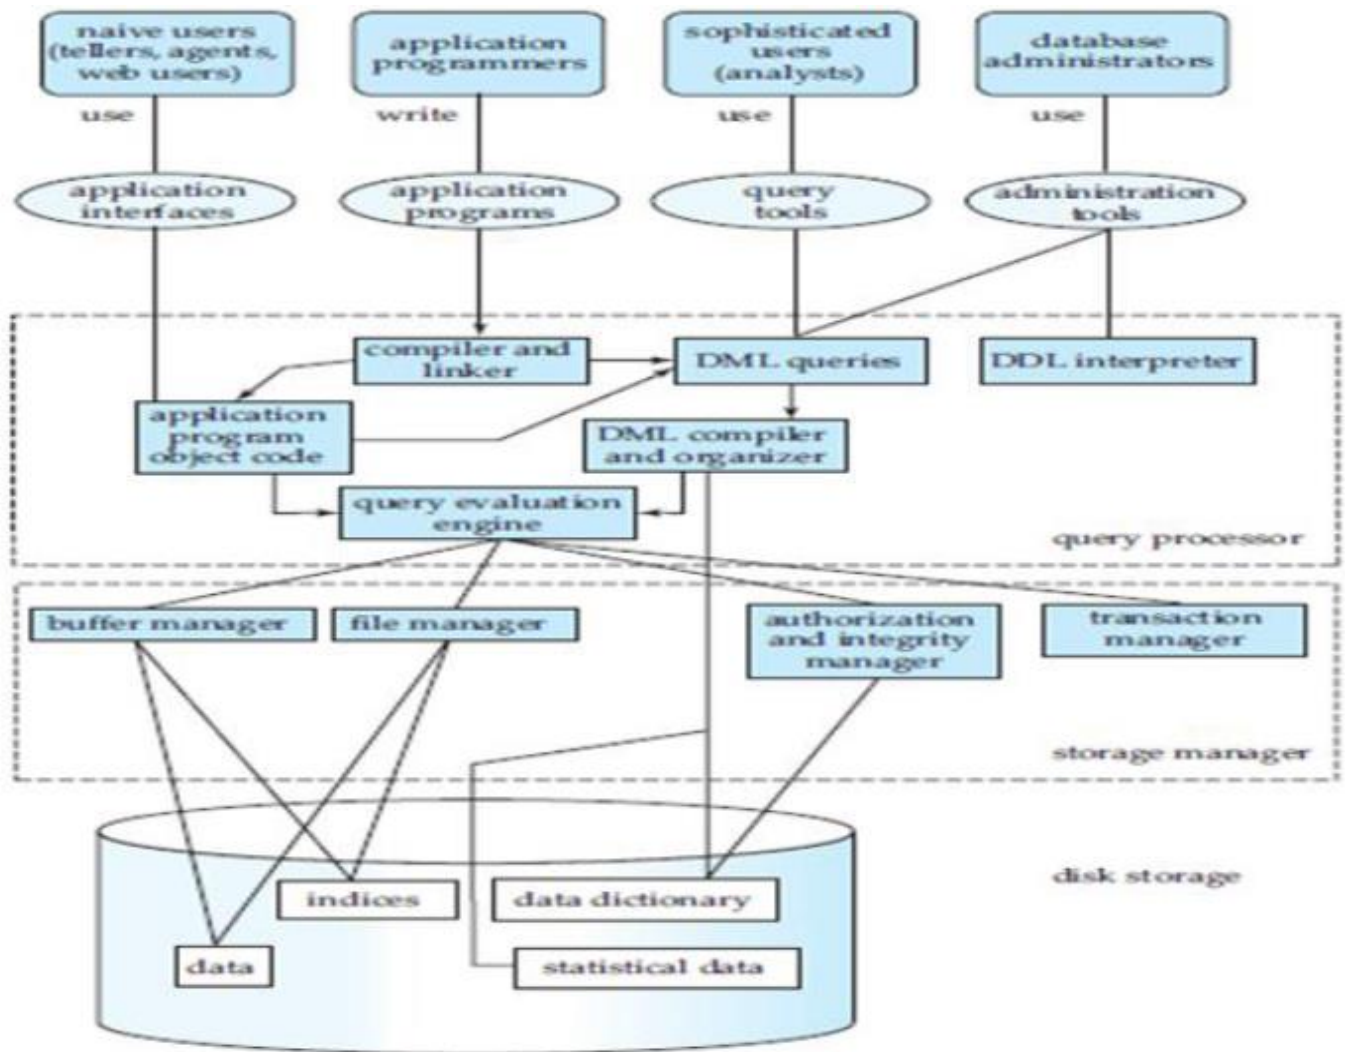 naive users
(tellers, agents,
web users)
application
programmers
sophisticated
users
(analysts)
database
administrators
use
write
use
use
application
interfaces
application
programs
query
tools
administration
tools
compiler and
linker
DML queries
DDL interpreter
application
program
object code
DML compiler
and organizer
query evaluation
engine
query processor
buffer manager
file manager
authorization
and integrity
manager
transaction
manager
storage manager
disk storage
indices
data dictionary
data
statistical data